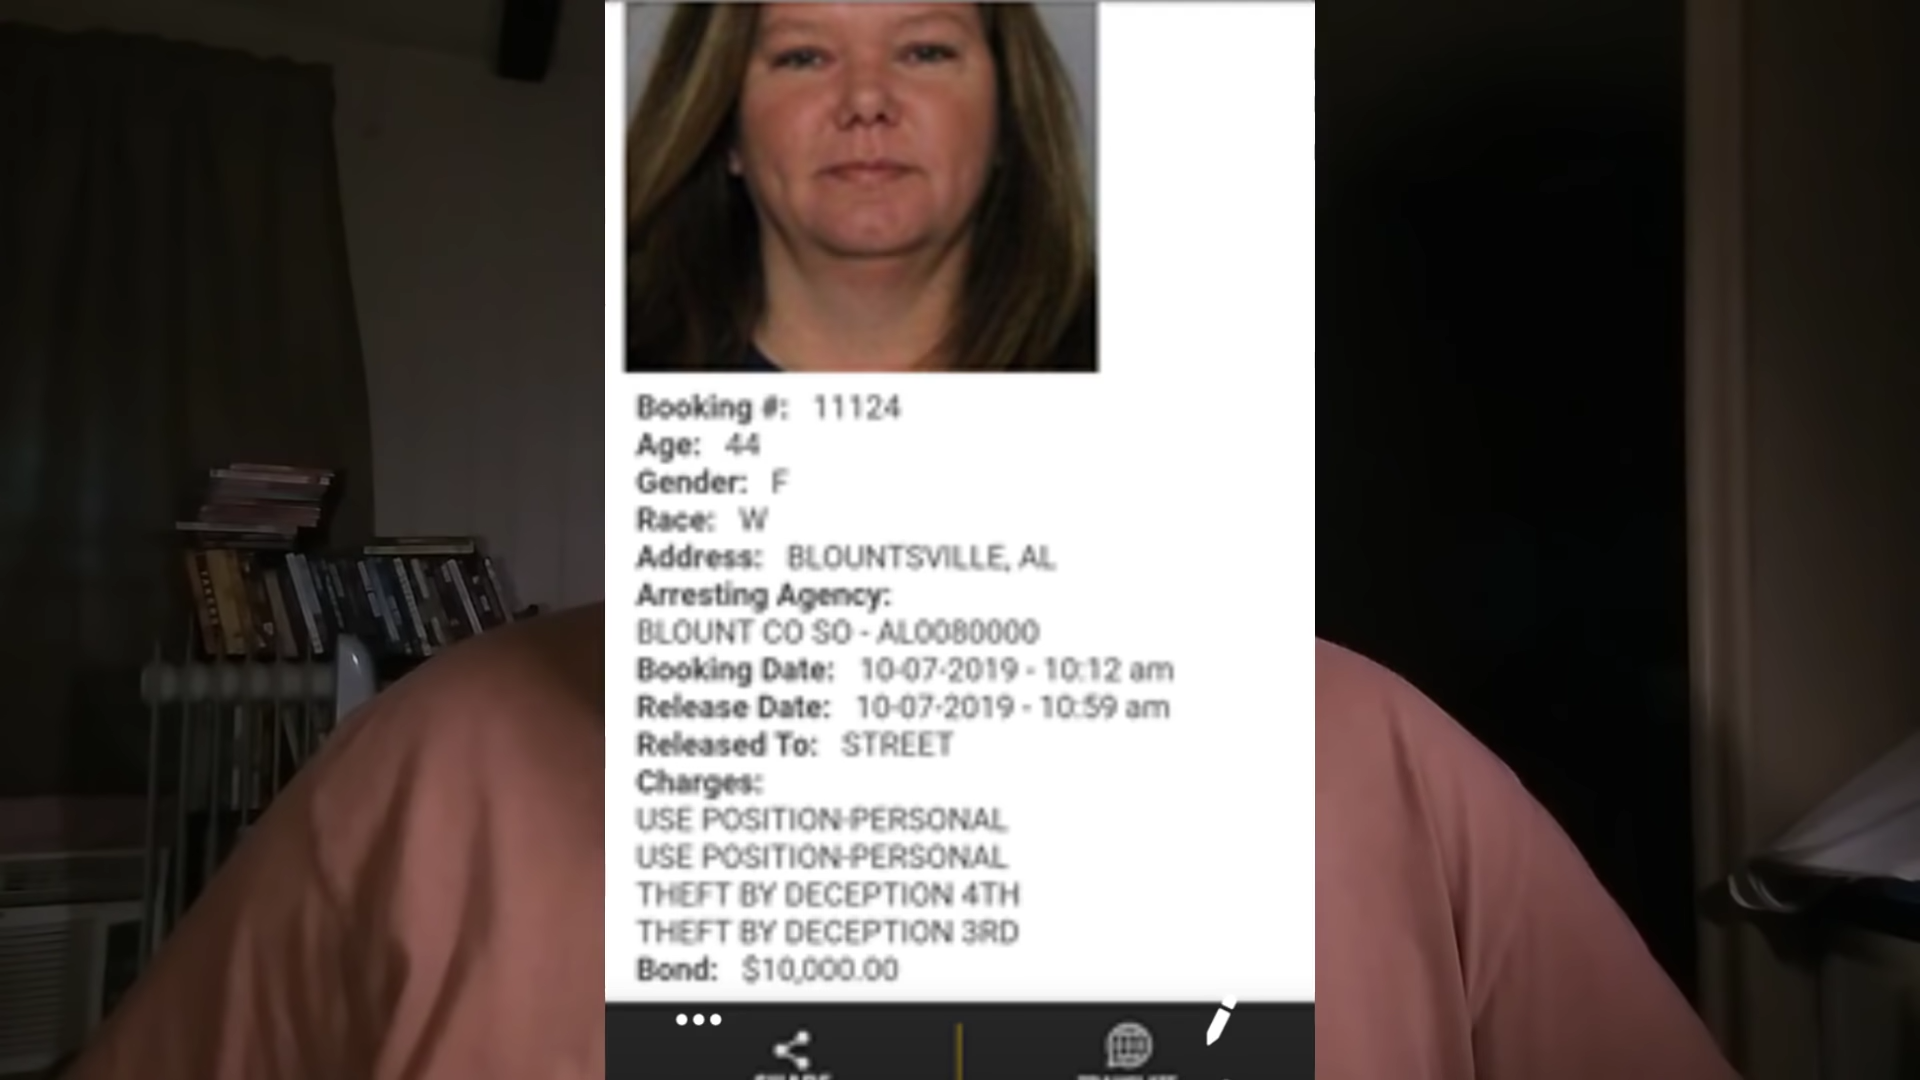 Booking #: 11124
Age: 44
Gender: F
Race: W
Address: BLOUNTSVILLE, AL
Arresting Agency:
BLOUNT CO SO - AL0080000
Booking Date: 10-07-2019 - 10:12 am
Release Date: 10-07-2019 - 10:59 am
Released To: STREET
Charges:
USE POSITION-PERSONAL
USE POSITION-PERSONAL
THEFT BY DECEPTION 4TH
THEFT BY DECEPTION 3RD
Bond: $10,000.00
SHARE